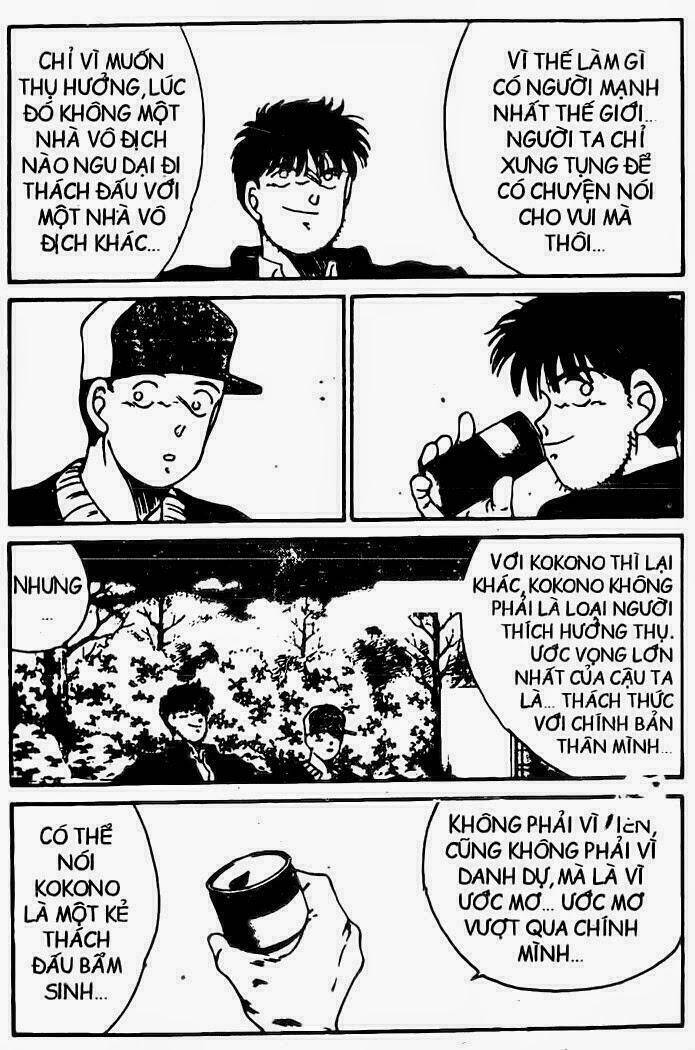 VÌ THẾ LÀM GÌ
CÓ NGƯỜI MẠNH
NHẤT THẾ GIỚI...
NGƯỜI TA CHỈ
XƯNG TỤNG ĐỂ
CÓ CHUYỆN NÓI
CHO VUI MÀ
THÔI...
CHỈ VÌ MUỐN
THỤ HƯỞNG, LÚC
ĐÓ KHÔNG MỘT
NHÀ VÔ ĐỊCH
NÀO NGU DẠI ĐI
THÁCH ĐẤU VỚI
MỘT NHÀ VÔ
ĐỊCH KHÁC...
NHƯNG
...
VỚI KOKONO THÌ LẠI
KHÁC, KOKONO KHÔNG
PHẢI LÀ LOẠI NGƯỜI
THÍCH HƯỞNG THỤ.
ƯỚC VỌNG LỚN
NHẤT CỦA CẬU TA
LÀ... THÁCH THỨC
VỚI CHÍNH BẢN
THÂN MÌNH...
KHÔNG PHẢI VÌ
CŨNG KHÔNG PHẢI VÌ
DANH DỰ, MÀ LÀ VÌ
ƯỚC MƠ... ƯỚC MƠ
VƯỢT QUA CHÍNH
MÌNH...
CÓ THỂ
NÓI
KOKONO
LÀ MỘT KẺ
THÁCH
ĐẤU BẨM
SINH...